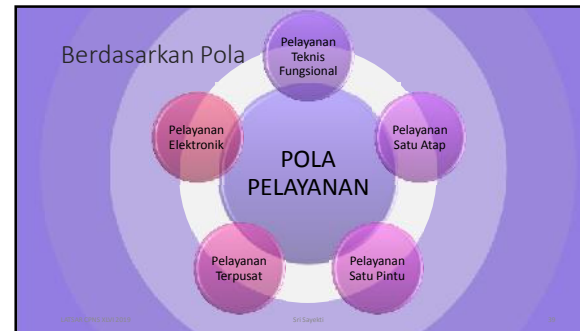 Berdasarkan Pola
Pelayanan
Teknis
Fungsional
Pelayanan
Satu Atap
Pelayanan
Satu Pintu
Pelayanan
Terpusat
Pelayanan
Elektronik
POLA
PELAYANAN
Sri Sayekti